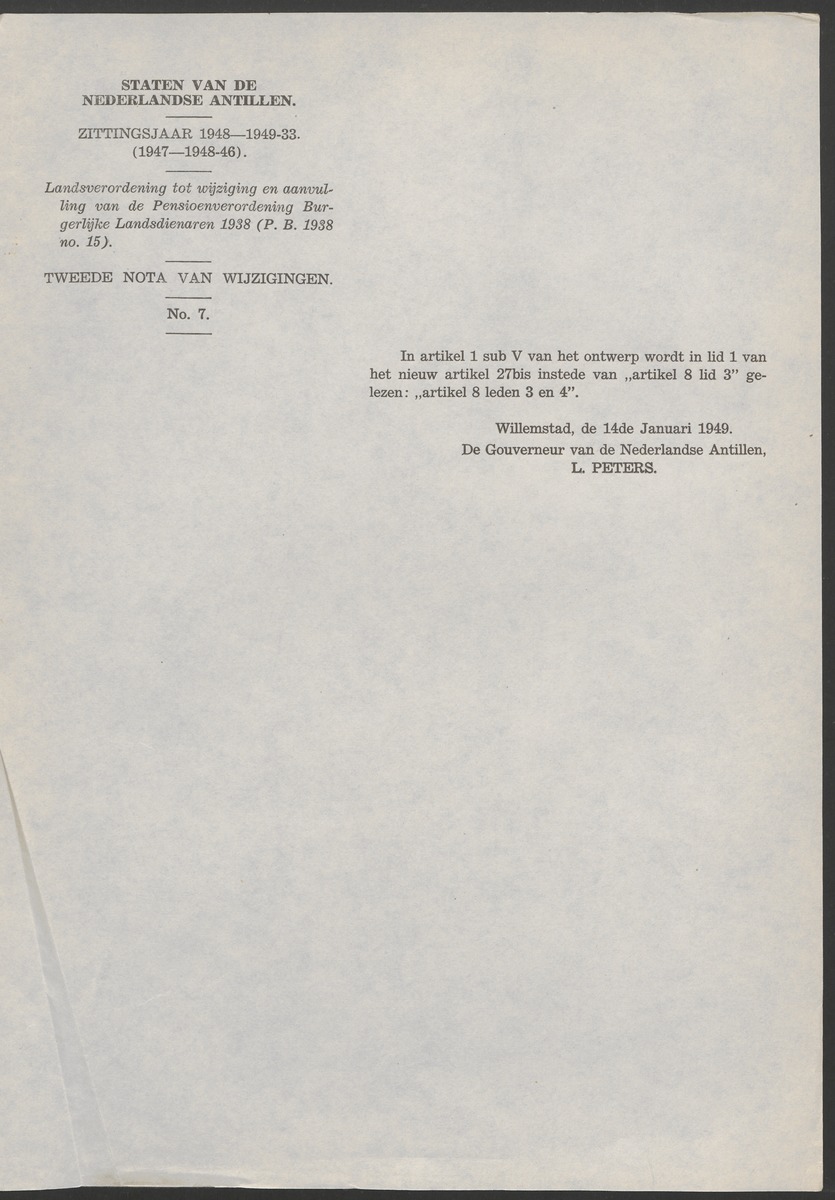 STATEN VAN DE
NEDERLANDSE ANTILLEN.
ZITTINGSJAAR 1948—1949-33.
(1947—1948-46).
Landsverordening tot wijziging en aanvul-
ling van de Pensioenverordening Bur-
gerlijke Landsdienaren 1938 (P. B. 1938
no. 15).
TWEEDE NOTA VAN WIJZIGINGEN.
No. 7.
In artikel 1 sub V van het ontwerp wordt in lid 1 van
het nieuw artikel 27bis instede van „artikel 8 lid 3” ge-
lezen: „artikel 8 leden 3 en 4”.
Willemstad, de 14de Januari 1949.
De Gouverneur van de Nederlandse Antillen,
L. PETERS.